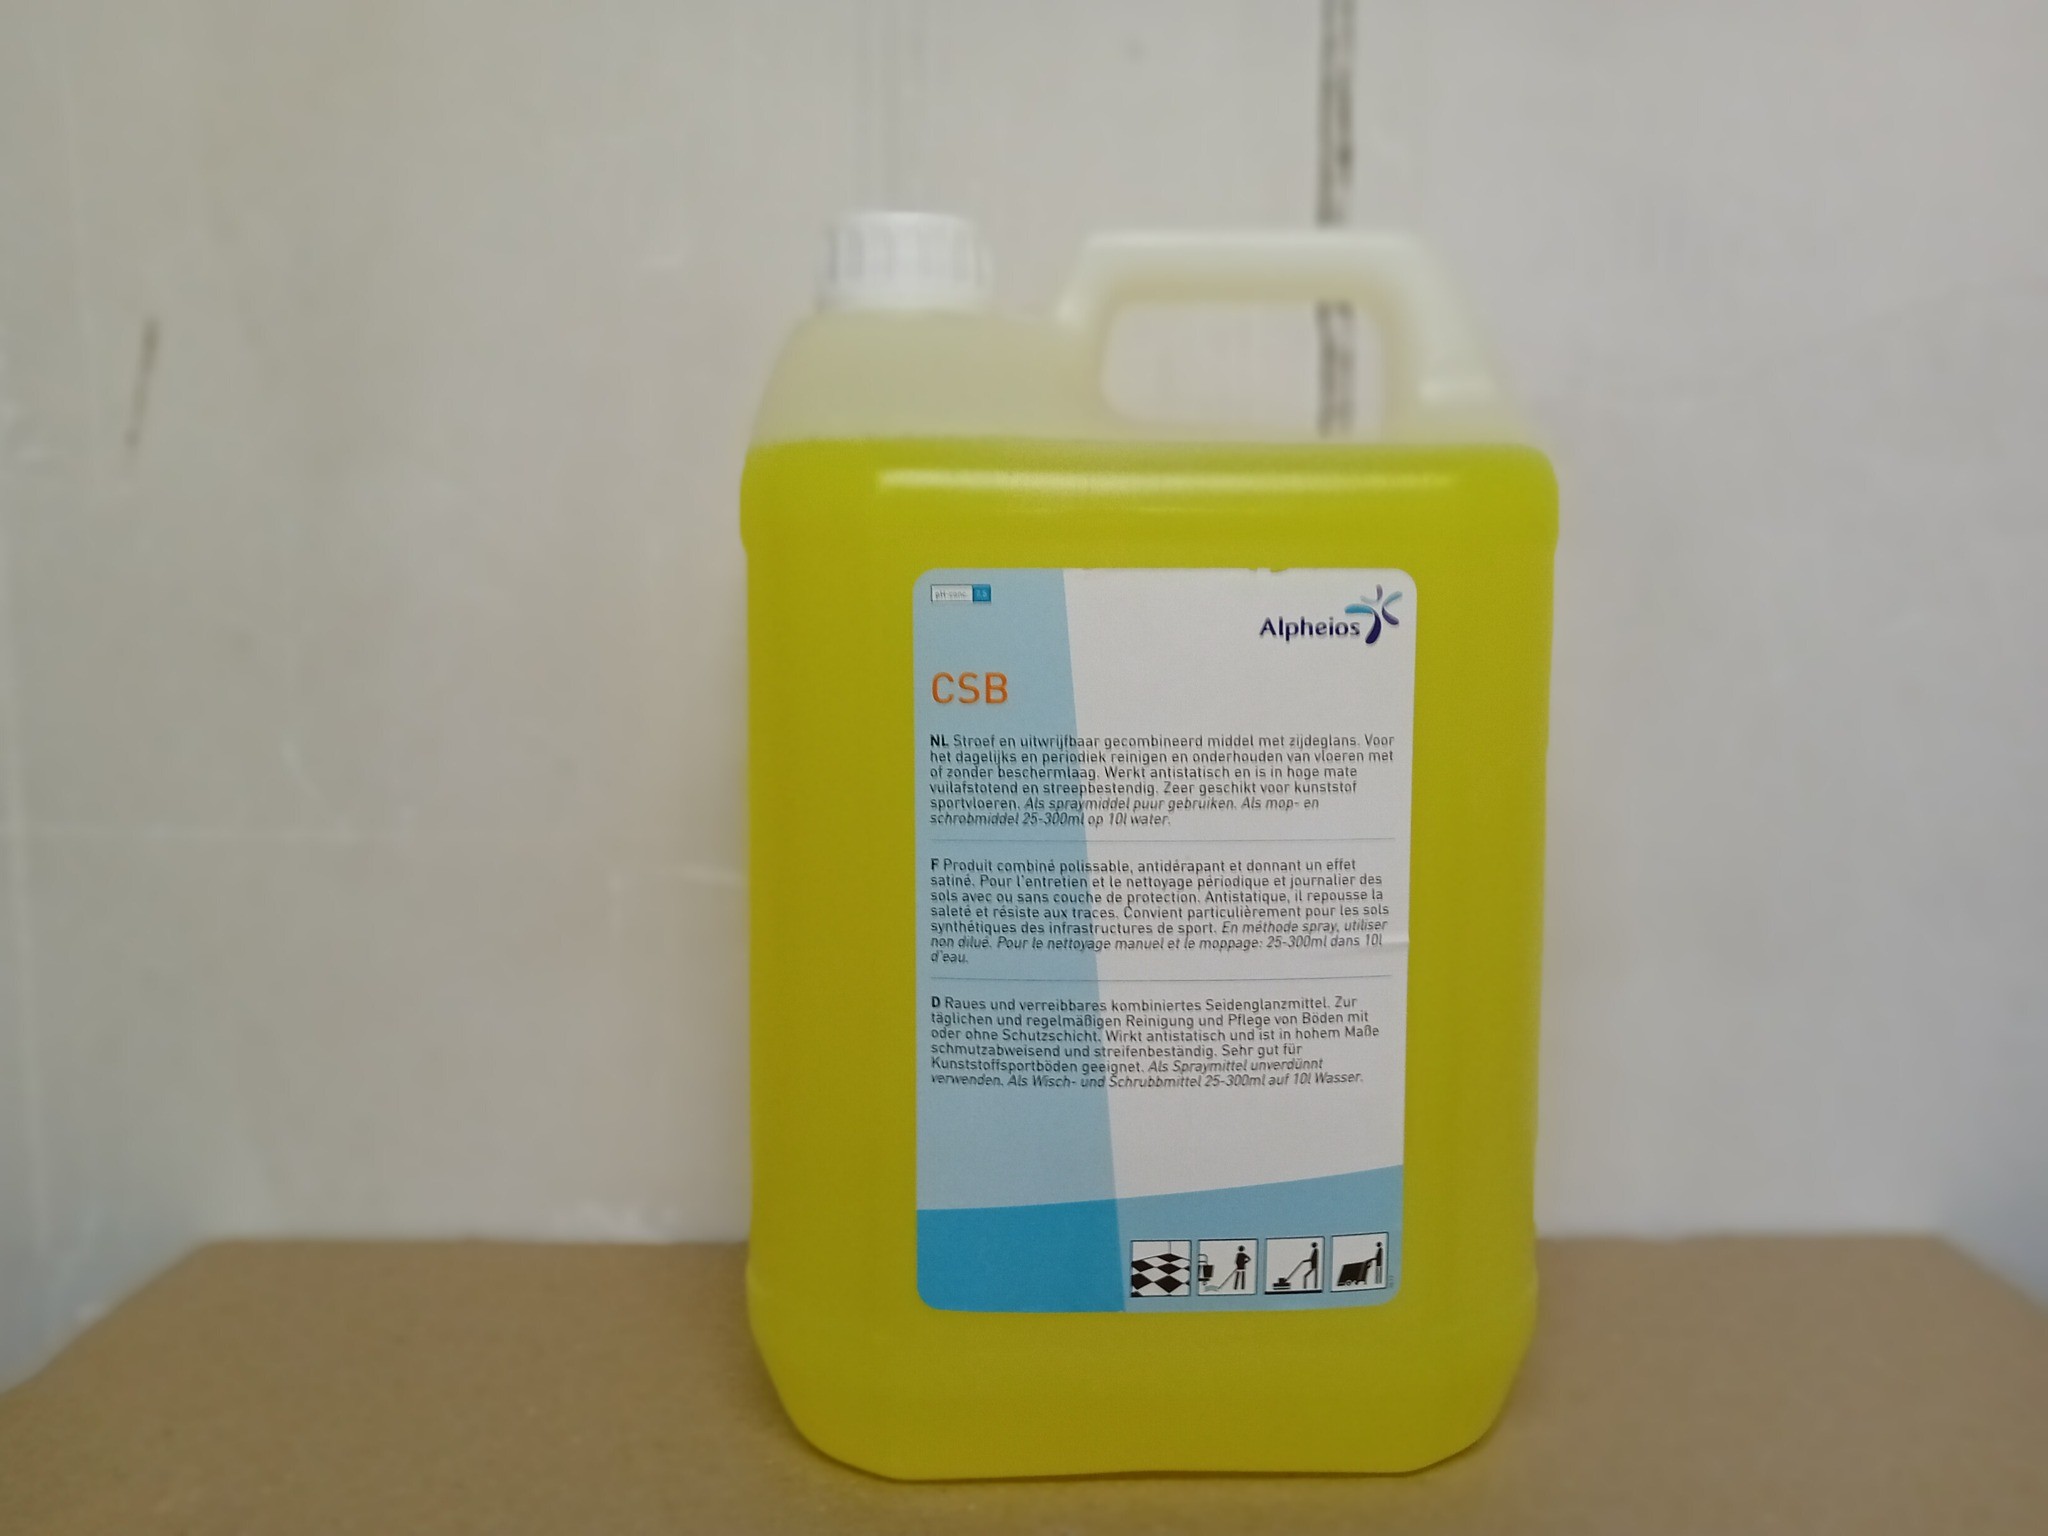 pH-conc. 7.5
Alpheios
CSB
NL Stroef en uitwrijfbaar gecombineerd middel met zijdeglans. Voor
het dagelijks en periodiek reinigen en onderhouden van vloeren met
of zonder beschermlaag. Werkt antistatisch en is in hoge mate
vuilafstotend en streepbestendig. Zeer geschikt voor kunststof
sportvloeren. Als spraymiddel puur gebruiken. Als mop- en
schrobmiddel 25-300ml op 10l water.
F Produit combiné polissable, antidérapant et donnant un effet
satiné. Pour l'entretien et le nettoyage périodique et journalier des
sols avec ou sans couche de protection. Antistatique, il repousse la
saleté et résiste aux traces. Convient particulièrement pour les sols
synthétiques des infrastructures de sport. En méthode spray, utiliser
non dilué. Pour le nettoyage manuel et le moppage: 25-300ml dans 10l
d'eau.
D Raues und verreibbares kombiniertes Seidenglanzmittel. Zur
täglichen und regelmäßigen Reinigung und Pflege von Böden mit
oder ohne Schutzschicht. Wirkt antistatisch und ist in hohem Maße
schmutzabweisend und streifenbeständig. Sehr gut für
Kunststoffsportböden geeignet. Als Spraymittel unverdünnt
verwenden. Als Wisch- und Schrubbmittel 25-300ml auf 10l Wasser.